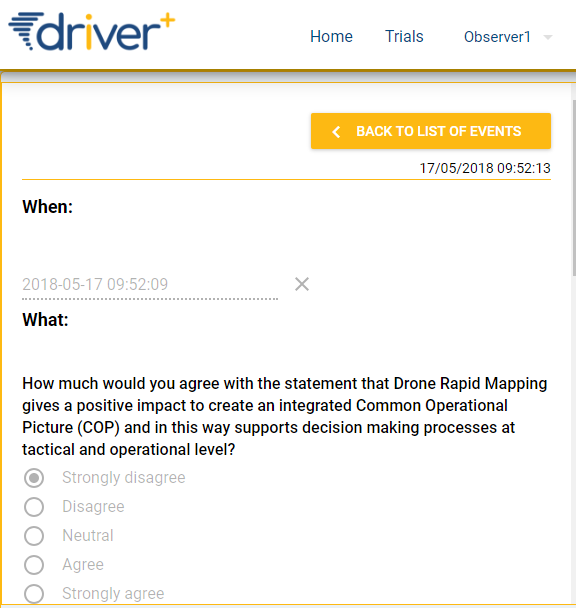 driver+
Home Trials Observer1
BACK TO LIST OF EVENTS
17/05/2018 09:52:13
When:
2018-05-17 09:52:09
What:
How much would you agree with the statement that Drone Rapid Mapping
gives a positive impact to create an integrated Common Operational
Picture (COP) and in this way supports decision making processes at
tactical and operational level?
Strongly disagree
Disagree
Neutral
Agree
Strongly agree